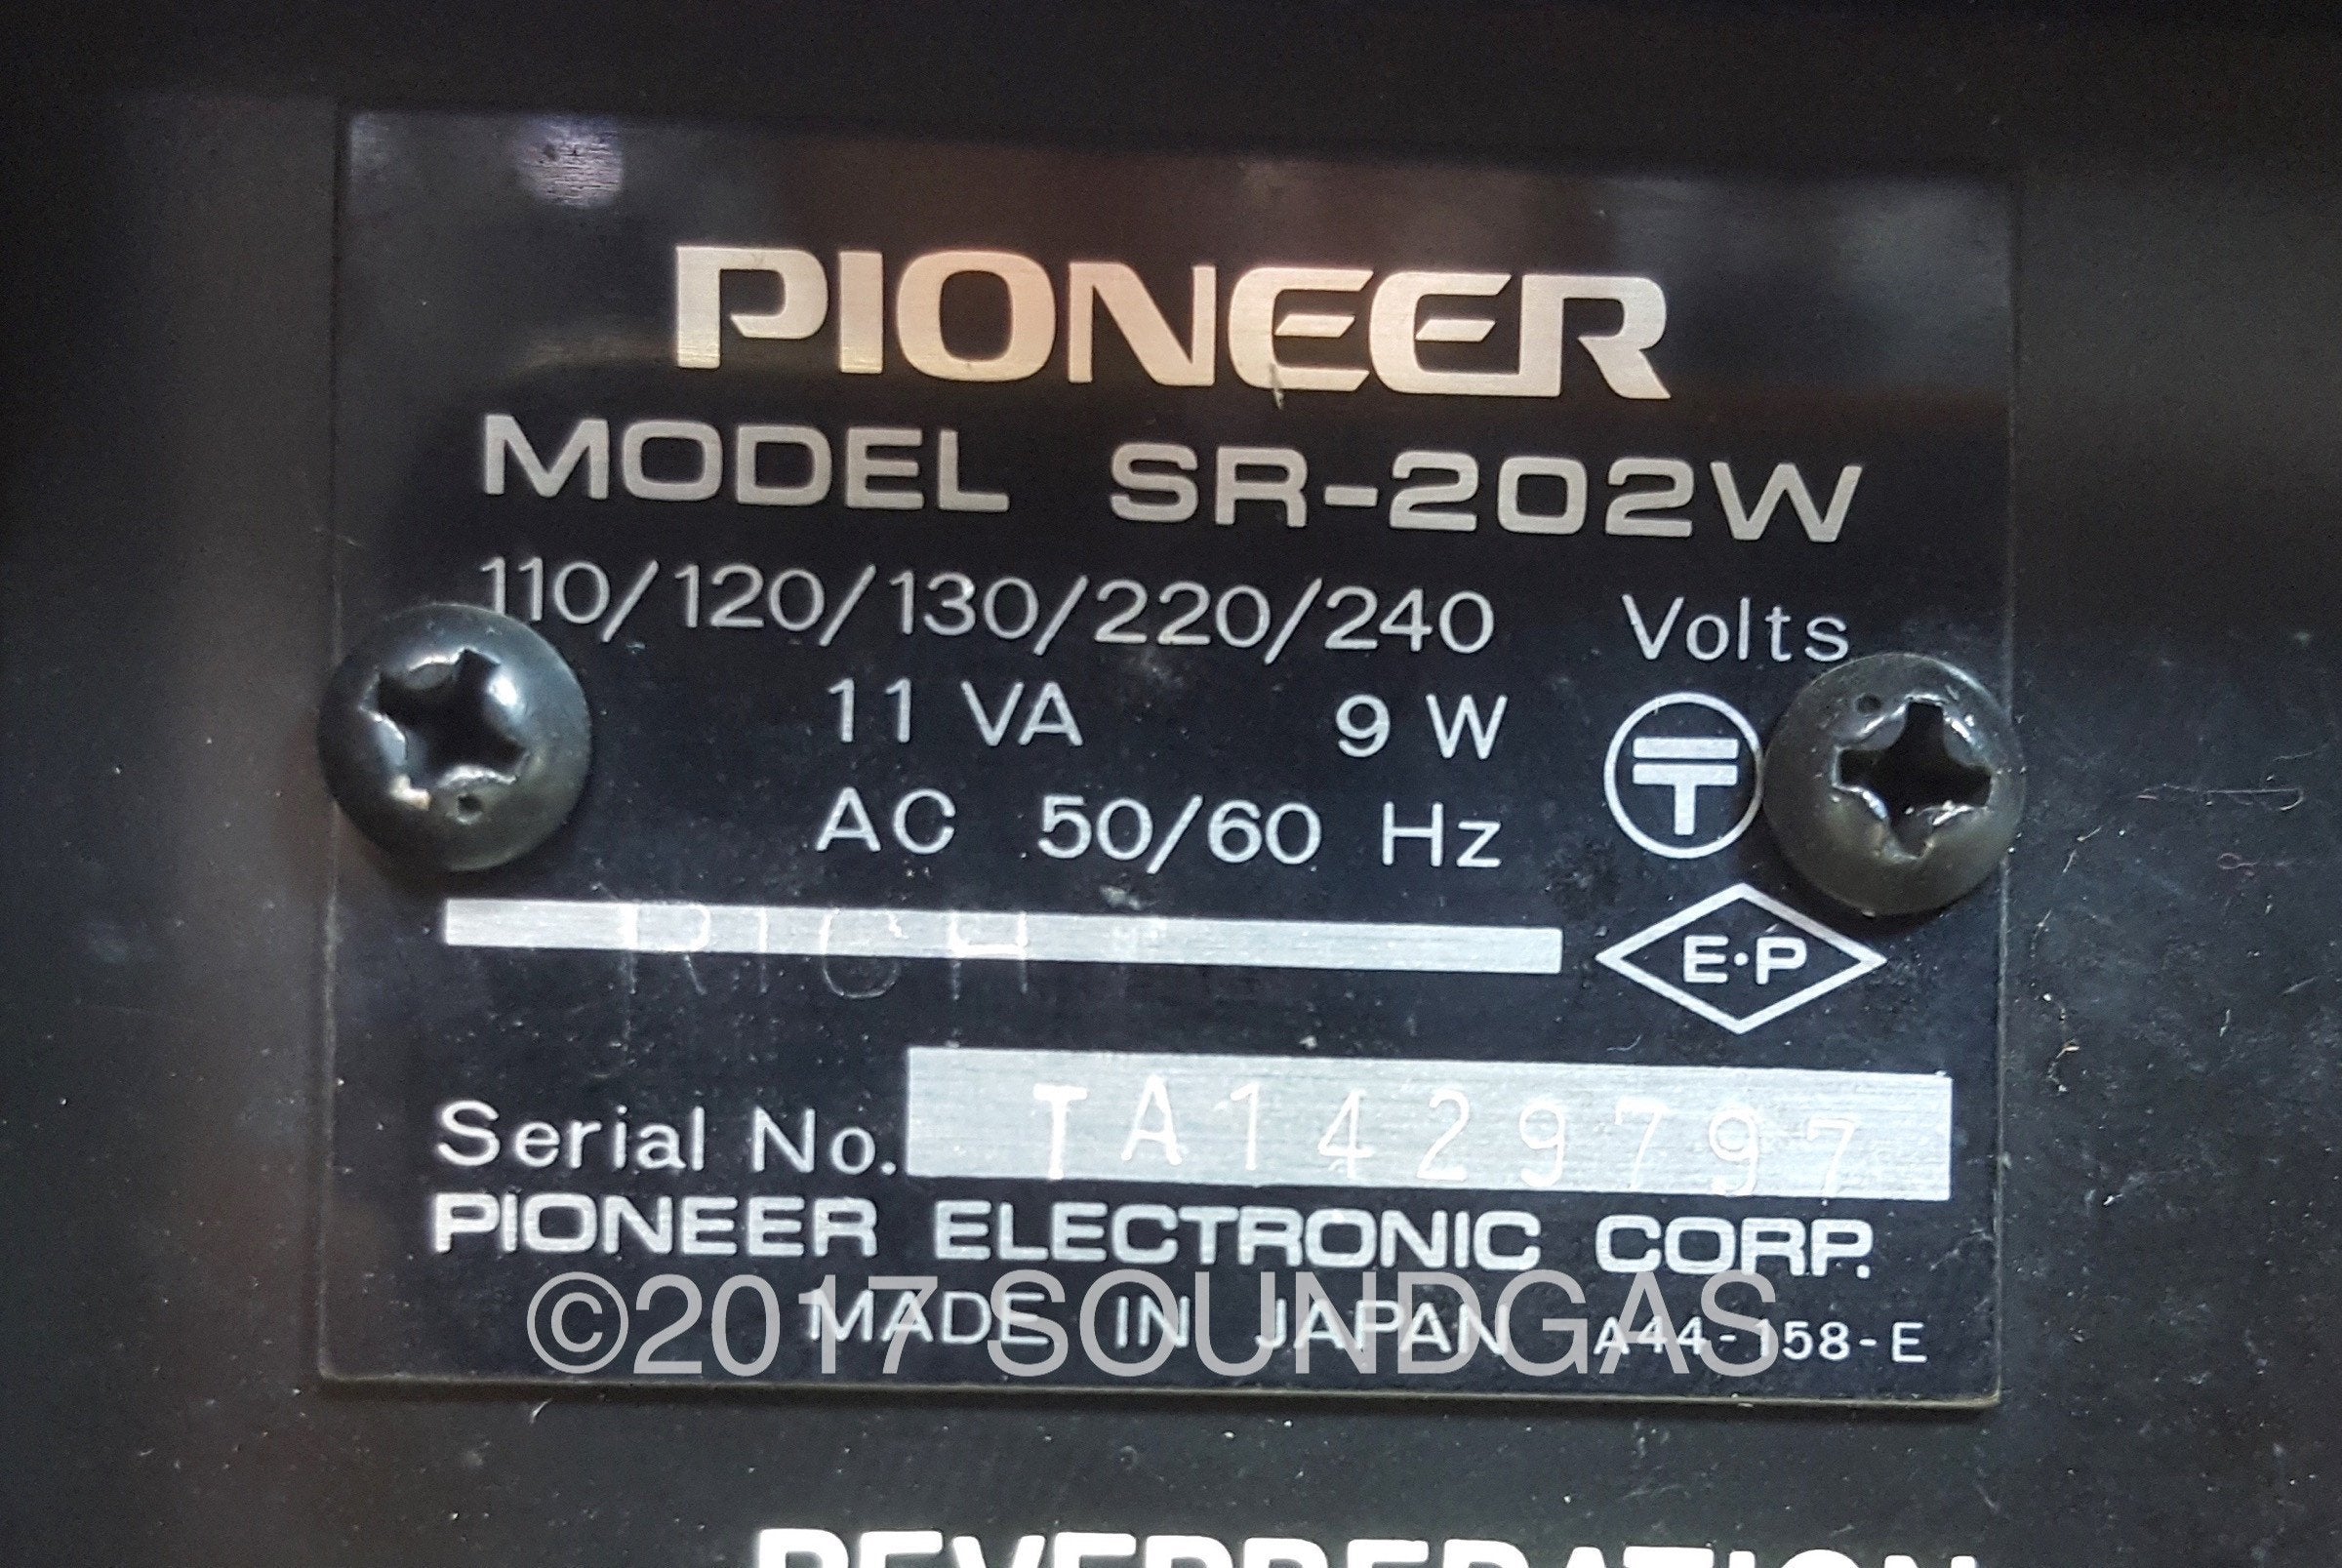 PIONEER
MODEL SR-202W
110/120/130/220/240 Volts
11 VA 9 W
AC 50/60 Hz
E·P
Serial No. TA1429797
PIONEER ELECTRONIC CORP.
MADE IN JAPAN A44-158-E
©2017 SOUNDGAS
REVERBERATION